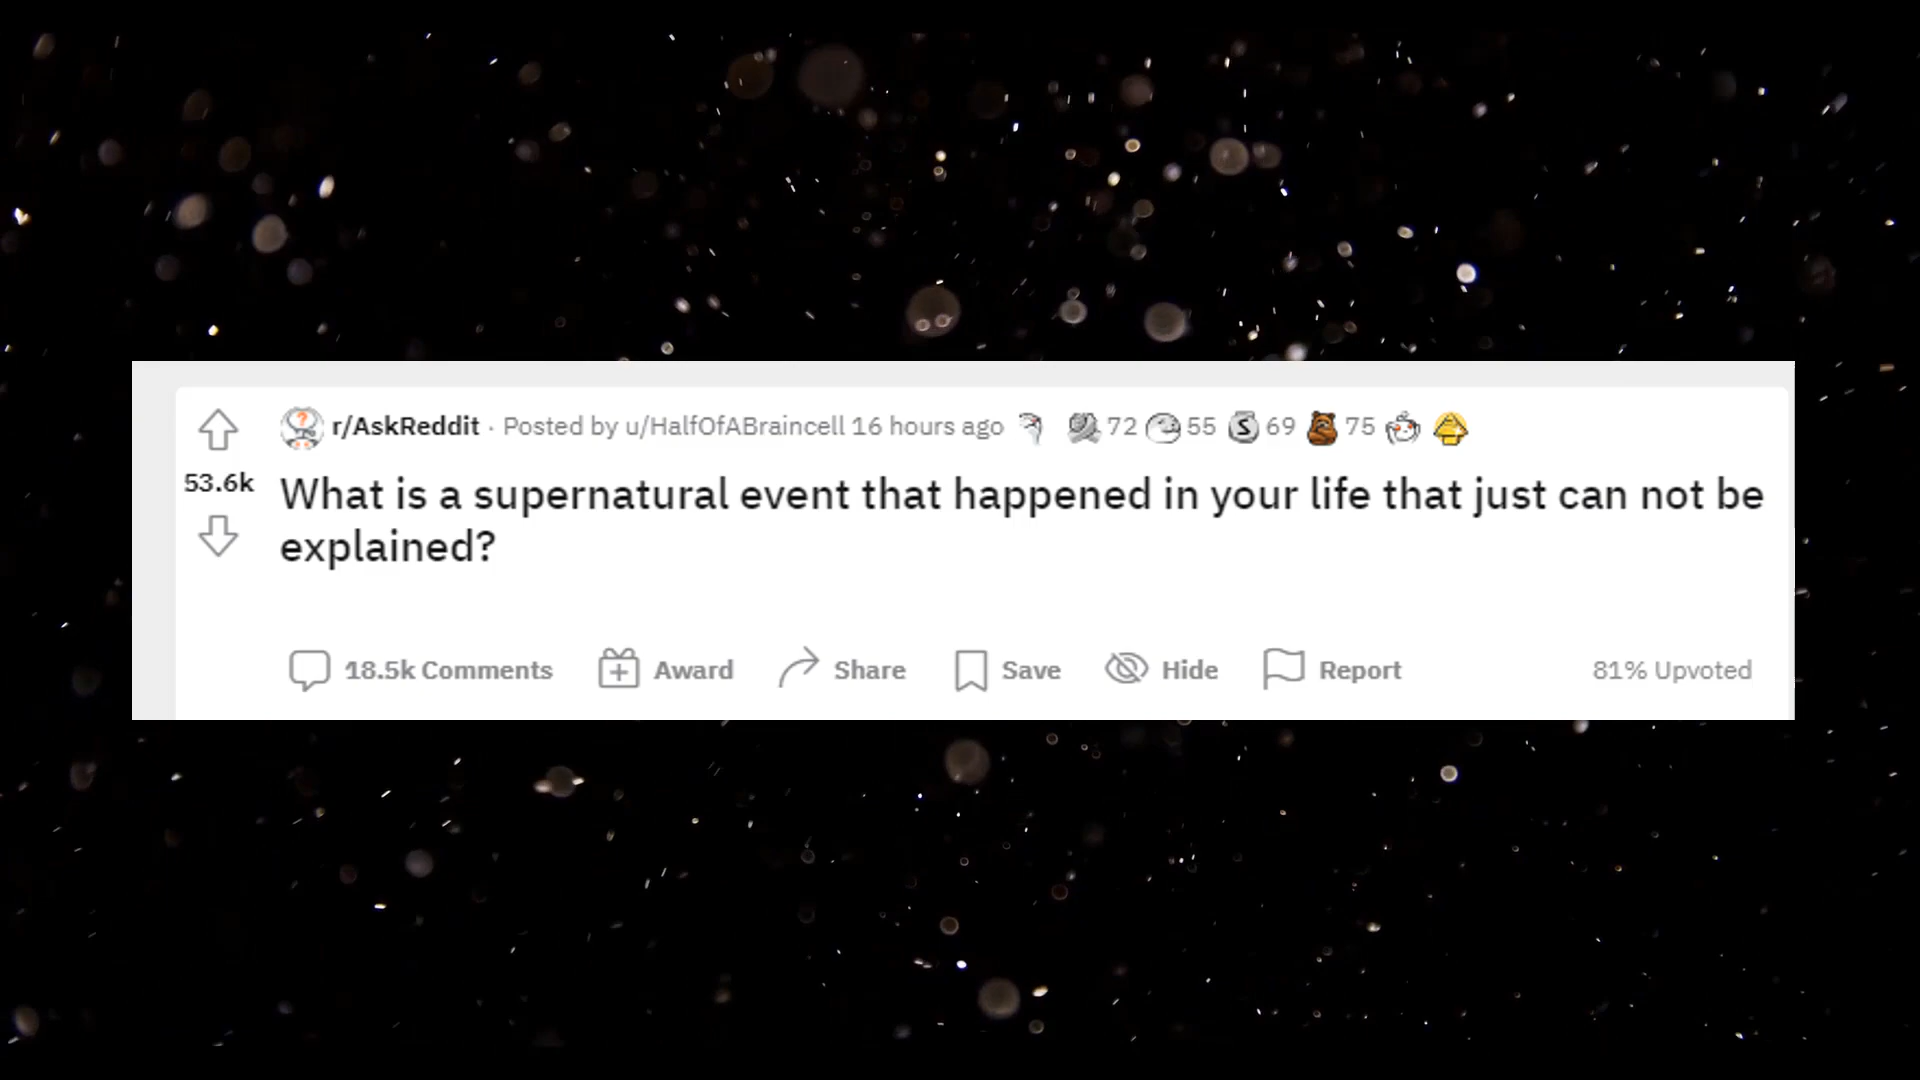 r/AskReddit · Posted by u/HalfOfABraincell 16 hours ago 72 55 S 69 75
53.6k
What is a supernatural event that happened in your life that just can not be
explained?
18.5k Comments Award Share Save Hide Report 81% Upvoted